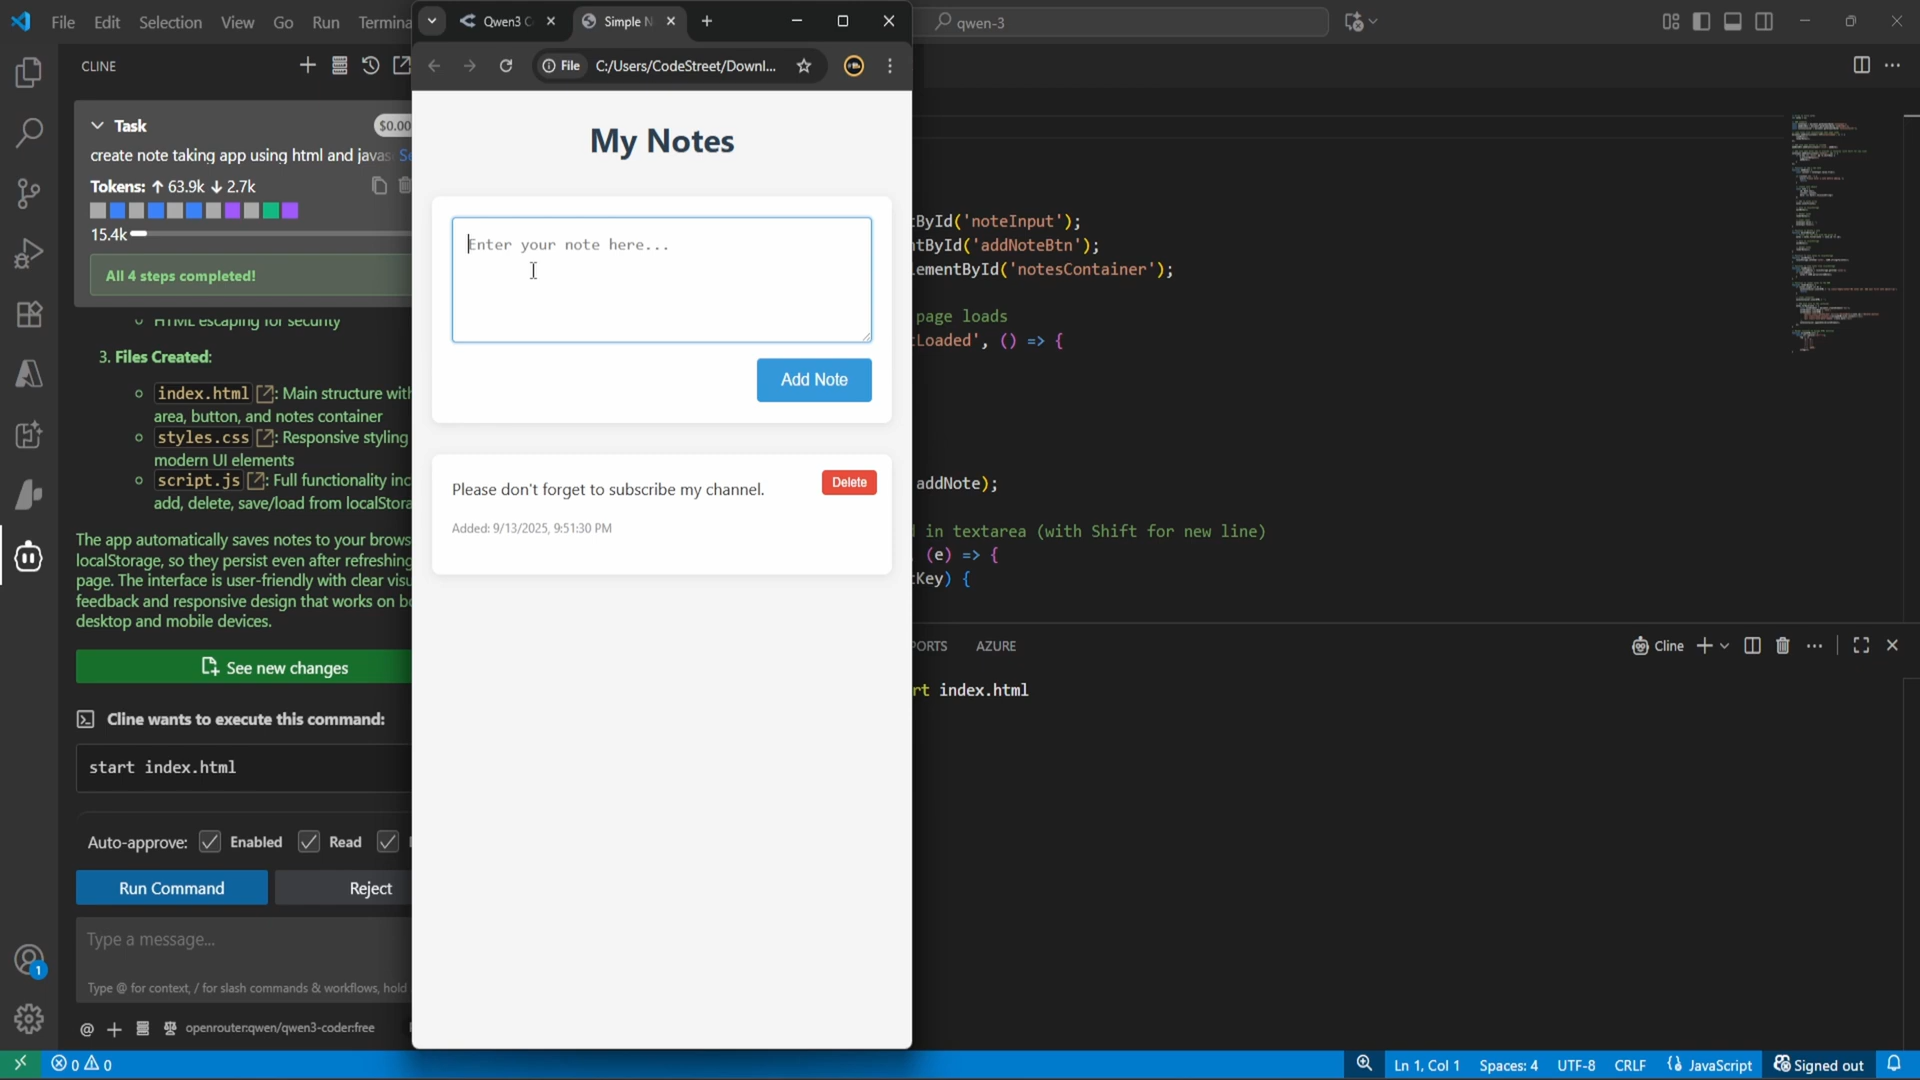 File Edit Selection View Go Run Termina
qwen-3
Qwen3 C
Simple N
File C:/Users/CodeStreet/Downl...
CLINE
Task
$0.00
create note taking app using html and javas
Tokens: ↑ 63.9k ↓ 2.7k
15.4k
All 4 steps completed!
HTML escaping for security
3. Files Created:
index.html : Main structure with
area, button, and notes container
styles.css : Responsive styling
modern UI elements
script.js : Full functionality inc
add, delete, save/load from localStora
The app automatically saves notes to your brows
localStorage, so they persist even after refreshing
page. The interface is user-friendly with clear visu
feedback and responsive design that works on bo
desktop and mobile devices.
See new changes
Cline wants to execute this command:
start index.html
Auto-approve: Enabled Read
Run Command Reject
Type a message...
Type @ for context, / for slash commands & workflows, hold
@ openrouter:qwen/qwen3-coder:free
My Notes
Enter your note here...
Add Note
Please don't forget to subscribe my channel.
Delete
Added: 9/13/2025, 9:51:30 PM
ById('noteInput');
tById('addNoteBtn');
ementById('notesContainer');
page loads
Loaded', () => {
addNote);
in textarea (with Shift for new line)
(e) => {
Key) {
PORTS AZURE
Cline
rt index.html
1
0 0
Ln 1, Col 1 Spaces: 4 UTF-8 CRLF {} JavaScript Signed out